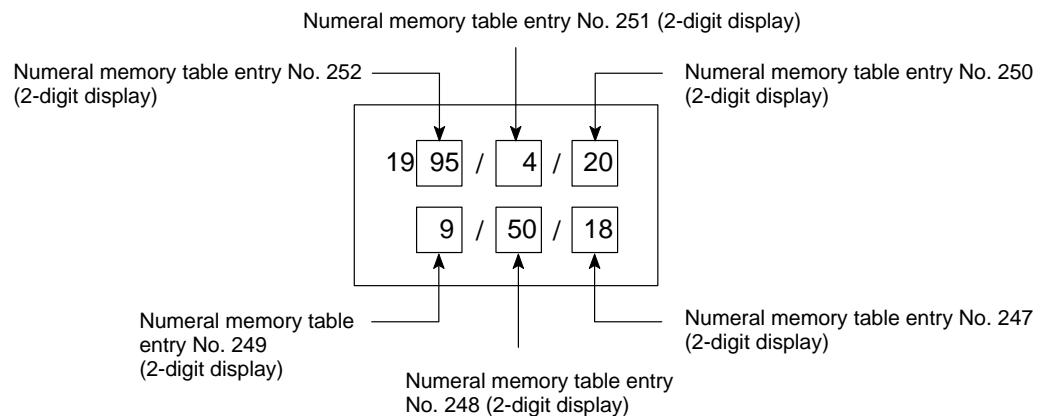 Numeral memory table entry No. 251 (2-digit display)
Numeral memory table entry No. 252
(2-digit display)
Numeral memory table entry No. 250
(2-digit display)
19 95 / 4 / 20
9 / 50 / 18
Numeral memory table
entry No. 249
(2-digit display)
Numeral memory table entry No. 247
(2-digit display)
Numeral memory table entry
No. 248 (2-digit display)